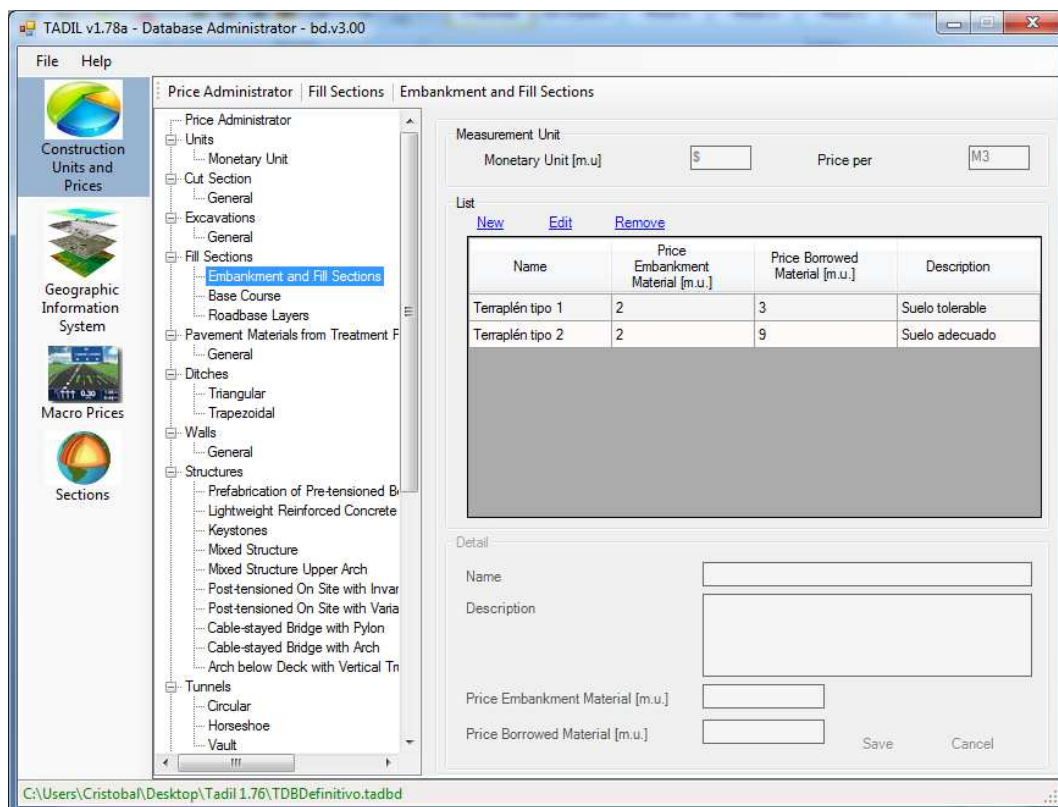 TADIL v1.78a - Database Administrator - bd.v3.00
File Help
Construction
Units and
Prices
Geographic
Information
System
Macro Prices
Sections
Price Administrator Fill Sections Embankment and Fill Sections
Price Administrator
Units
Monetary Unit
Cut Section
General
Excavations
General
Fill Sections
Embankment and Fill Sections
Base Course
Roadbase Layers
Pavement Materials from Treatment
General
Ditches
Triangular
Trapezoidal
Walls
General
Structures
Prefabrication of Pre-tensioned
Lightweight Reinforced Concrete
Keystones
Mixed Structure
Mixed Structure Upper Arch
Post-tensioned On Site with
Post-tensioned On Site with
Cable-stayed Bridge with Pylon
Cable-stayed Bridge with Arch
Arch below Deck with Vertical
Tunnels
Circular
Horseshoe
Vault
Measurement Unit
Monetary Unit [m.u] $ Price per M3
List
New Edit Remove
Name Price Embankment Material [m.u.] Price Borrowed Material [m.u.] Description
Terraplén tipo 1 2 3 Suelo tolerable
Terraplén tipo 2 2 9 Suelo adecuado
Detail
Name
Description
Price Embankment Material [m.u.]
Price Borrowed Material [m.u.]
Save Cancel
C:\Users\Cristobal\Desktop\Tadil 1.76\TDBDefinitivo.tadbd